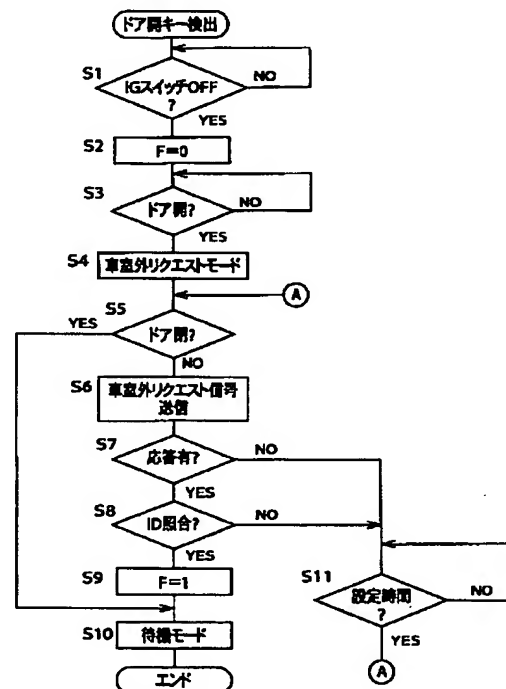 ドア開キー検出
S1
IGスイッチOFF
?
NO
YES
S2
F=0
S3
ドア開?
NO
YES
S4
車室外リクエストモード
A
S5
YES
ドア閉?
NO
S6
車室外リクエスト信号
送信
S7
応答有?
NO
YES
S8
ID照合?
NO
YES
S9
F=1
S11
設定時間
?
NO
YES
S10
待機モード
A
エンド